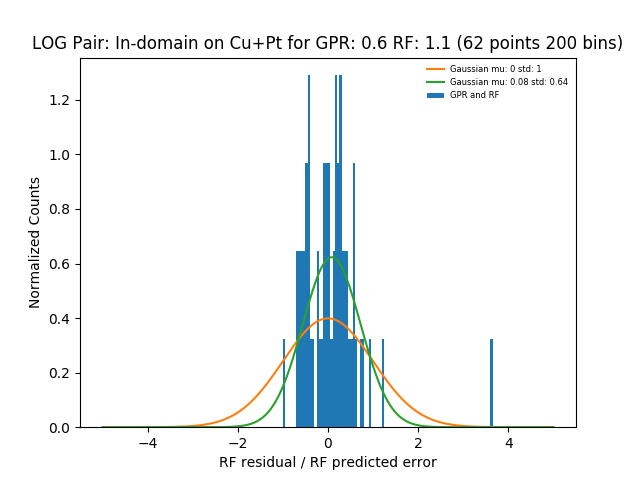 LOG Pair: In-domain on Cu+Pt for GPR: 0.6 RF: 1.1 (62 points 200 bins)
Gaussian mu: 0 std: 1
Gaussian mu: 0.08 std: 0.64
GPR and RF
Normalized Counts
1.2
1.0
0.8
0.6
0.4
0.2
0.0
−4 −2 0 2 4
RF residual / RF predicted error